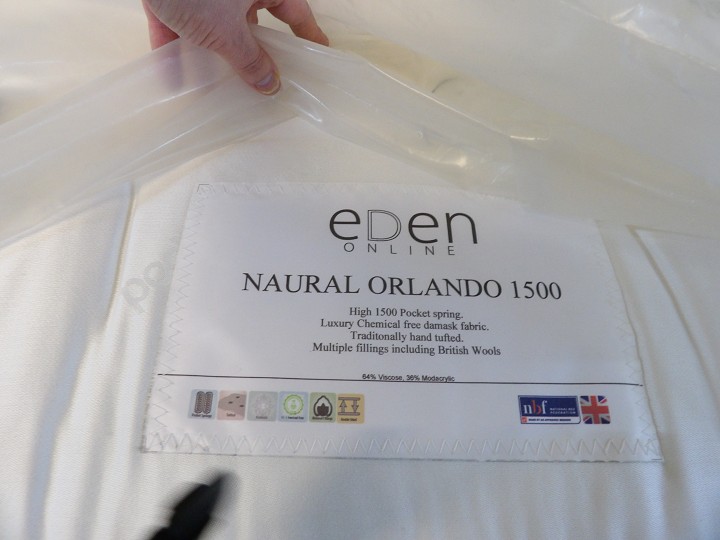 eDen
ONLINE
NAURAL ORLANDO 1500
High 1500 Pocket spring.
Luxury Chemical free damask fabric.
Traditonally hand tufted.
Multiple fillings including British Wools
64% Viscose, 36% Modacrylic
nbf